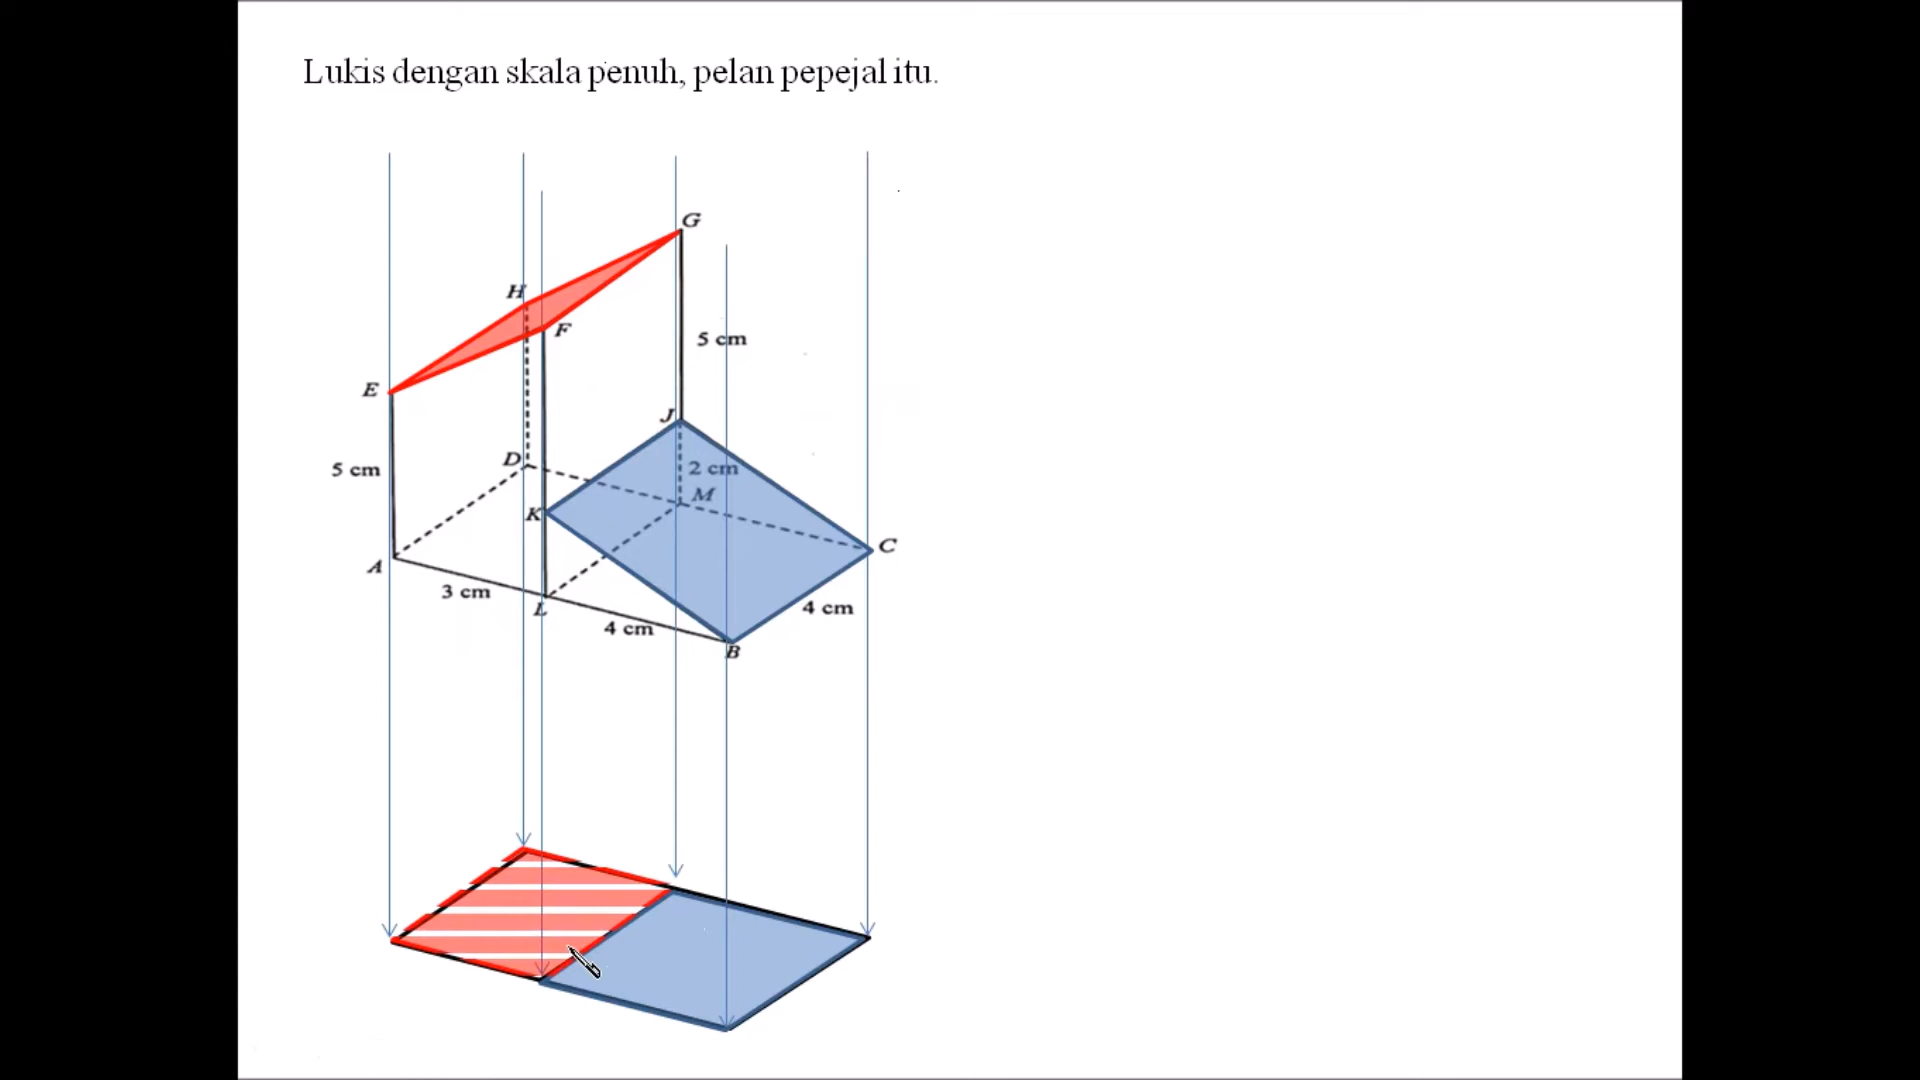 Lukis dengan skala penuh, pelan pepejal itu.
G
H
F
5 cm
E
J
D
5 cm
2 cm
M
K
C
A
3 cm
L
4 cm
4 cm
B